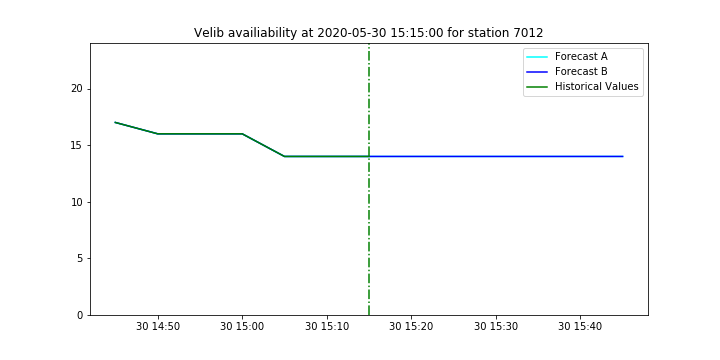 Velib availiability at 2020-05-30 15:15:00 for station 7012
Forecast A
Forecast B
Historical Values
20
15
10
5
0
30 14:50 30 15:00 30 15:10 30 15:20 30 15:30 30 15:40